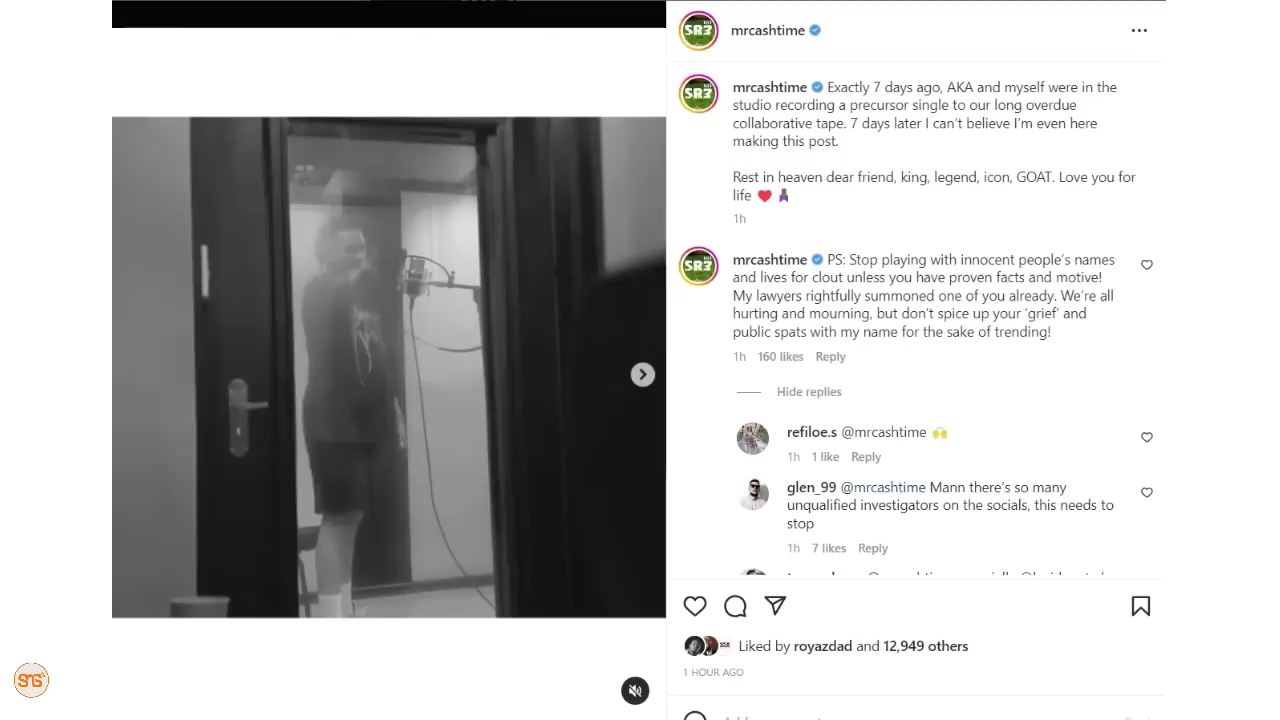 mrcashtime
mrcashtime Exactly 7 days ago, AKA and myself were in the
studio recording a precursor single to our long overdue
collaborative tape. 7 days later I can't believe I'm even here
making this post.
Rest in heaven dear friend, king, legend, icon, GOAT. Love you for
life ❤️
1h
mrcashtime PS: Stop playing with innocent people's names
and lives for clout unless you have proven facts and motive!
My lawyers rightfully summoned one of you already. We're all
hurting and mourning, but don't spice up your 'grief' and
public spats with my name for the sake of trending!
1h 160 likes Reply
Hide replies
refiloe.s @mrcashtime 🙌
1h 1 like Reply
glen_99 @mrcashtime Mann there's so many
unqualified investigators on the socials, this needs to
stop
1h 7 likes Reply
Liked by royazdad and 12,949 others
1 HOUR AGO
SR3
SR3
SR3
SNS